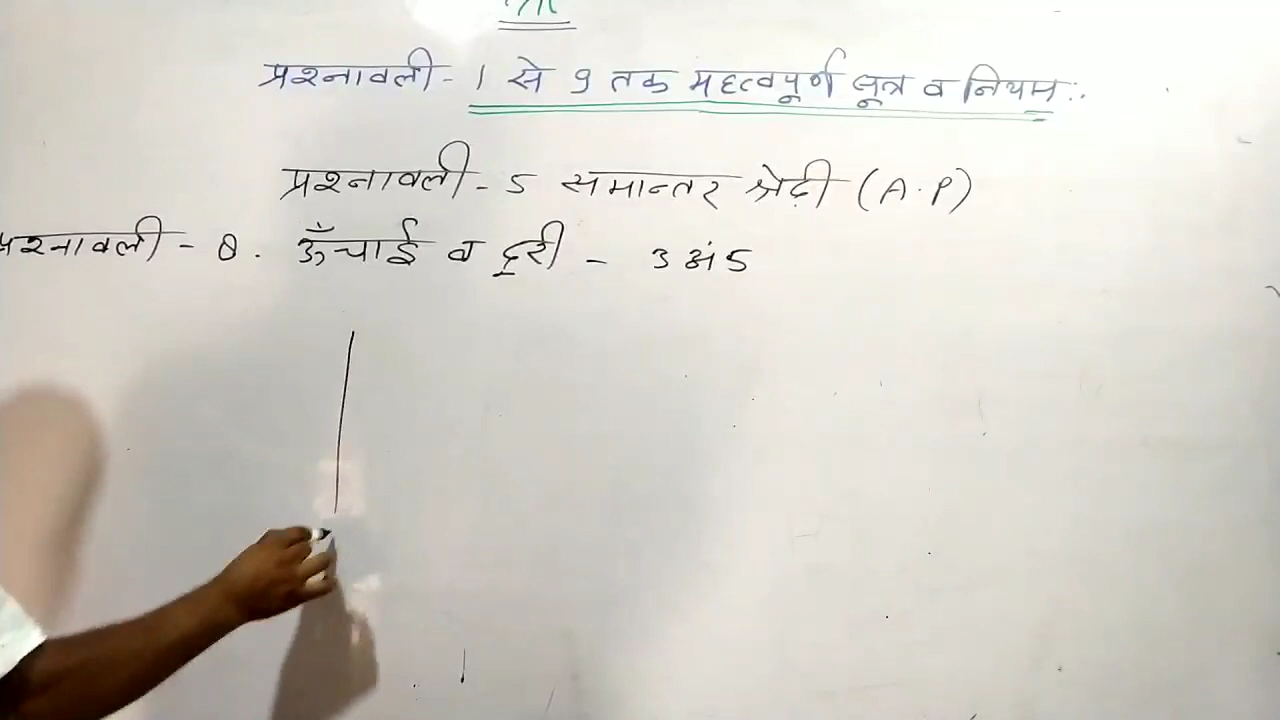 प्रश्नावली - 1 से 9 तक महत्वपूर्ण सूत्र व नियम :.
प्रश्नावली - 5 समान्तर श्रेढ़ी (A.P)
प्रश्नावली - 8. ऊँचाई व दूरी - 3 अंक